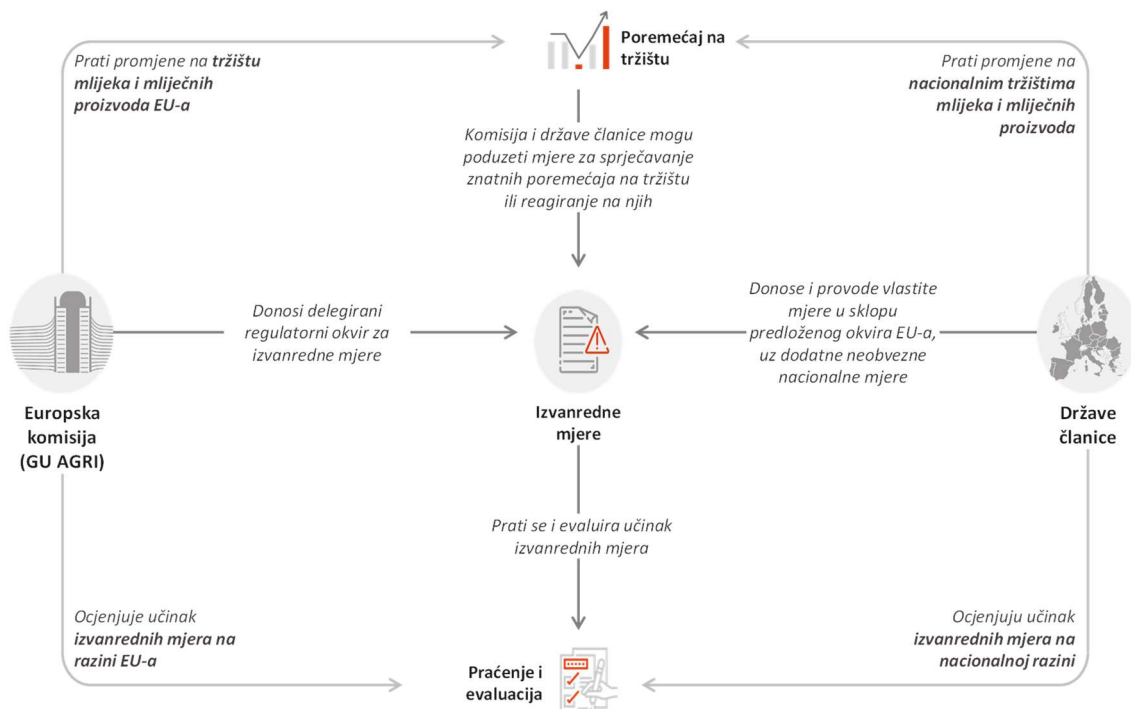 Poremećaj na
tržištu
Prati promjene na tržištu
mlijeka i mliječnih
proizvoda EU-a
Prati promjene na
nacionalnim tržištima
mlijeka i mliječnih
proizvoda
Komisija i države članice mogu
poduzeti mjere za sprječavanje
znatnih poremećaja na tržištu
ili reagiranje na njih
Donosi delegirani
regulatorni okvir za
izvanredne mjere
Donose i provode vlastite
mjere u sklopu
predloženog okvira EU-a,
uz dodatne neobvezne
nacionalne mjere
Europska
komisija
(GU AGRI)
Izvanredne
mjere
Države
članice
Prati se i evaluira učinak
izvanrednih mjera
Ocjenjuje učinak
izvanrednih mjera na
razini EU-a
Ocjenjuju učinak
izvanrednih mjera na
nacionalnoj razini
Praćenje i
evaluacija